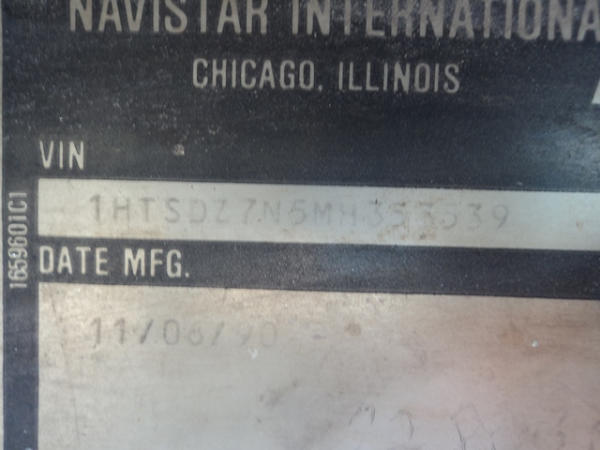 NAVISTAR INTERNATIONA
CHICAGO, ILLINOIS
VIN
1HTSDZ7N5MH353539
DATE MFG.
11/06/90
1659601C1